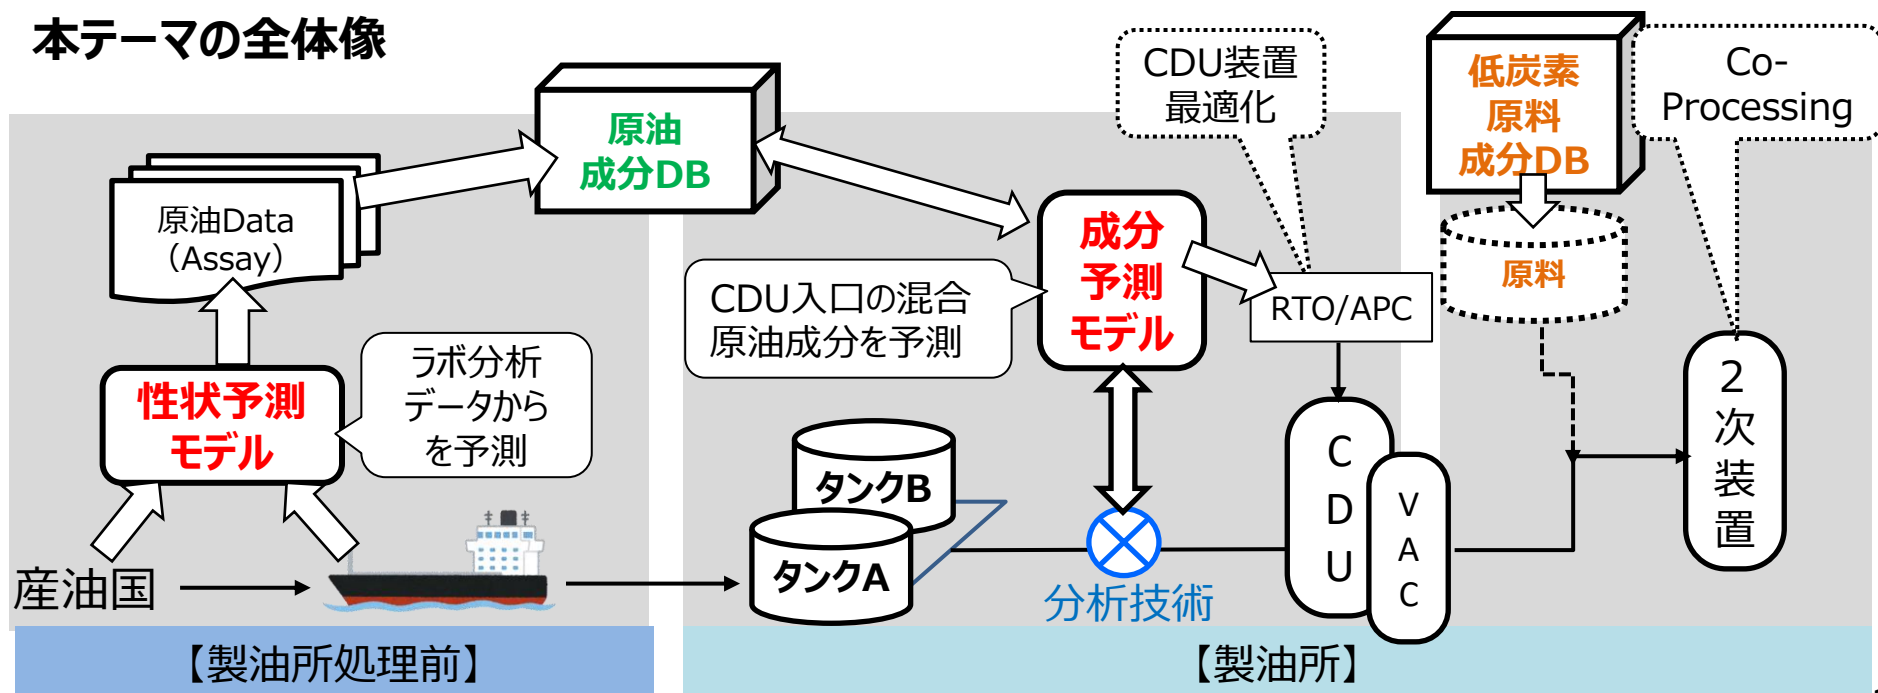 本テーマの全体像
原油
成分DB
CDU装置
最適化
低炭素
原料
成分DB
Co-
Processing
原油Data
（Assay）
成分
予測
モデル
原料
CDU入口の混合
原油成分を予測
RTO/APC
ラボ分析
データから
を予測
性状予測
モデル
2
次
装
置
タンクB
タンクA
C
D
U
V
A
C
産油国
分析技術
【製油所処理前】
【製油所】